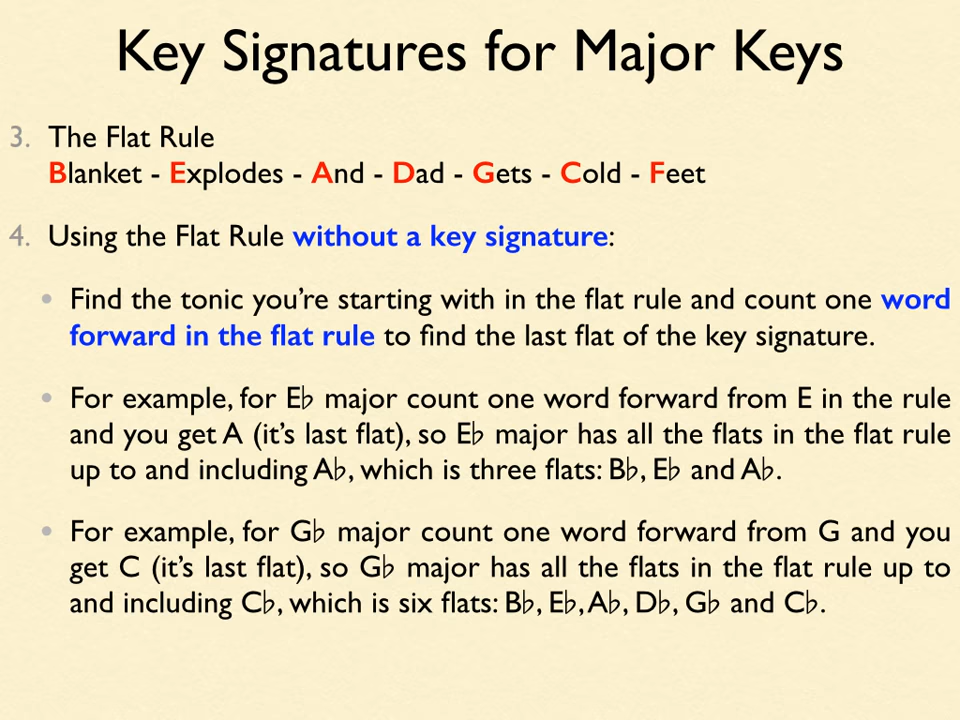 Key Signatures for Major Keys
3. The Flat Rule
Blanket - Explodes - And - Dad - Gets - Cold - Feet
4. Using the Flat Rule without a key signature:
• Find the tonic you’re starting with in the flat rule and count one word
forward in the flat rule to find the last flat of the key signature.
• For example, for E♭ major count one word forward from E in the rule
and you get A (it’s last flat), so E♭ major has all the flats in the flat rule
up to and including A♭, which is three flats: B♭, E♭ and A♭.
• For example, for G♭ major count one word forward from G and you
get C (it’s last flat), so G♭ major has all the flats in the flat rule up to
and including C♭, which is six flats: B♭, E♭, A♭, D♭, G♭ and C♭.